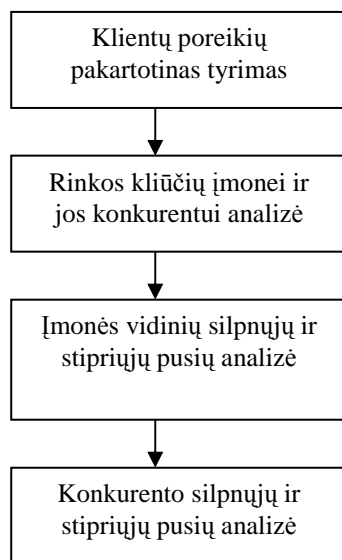 Klientų poreikių
pakartotinas tyrimas
Rinkos kliūčių įmonei ir
jos konkurentui analizė
Įmonės vidinių silpnųjų ir
stipriųjų pusių analizė
Konkurento silpnųjų ir
stipriųjų pusių analizė